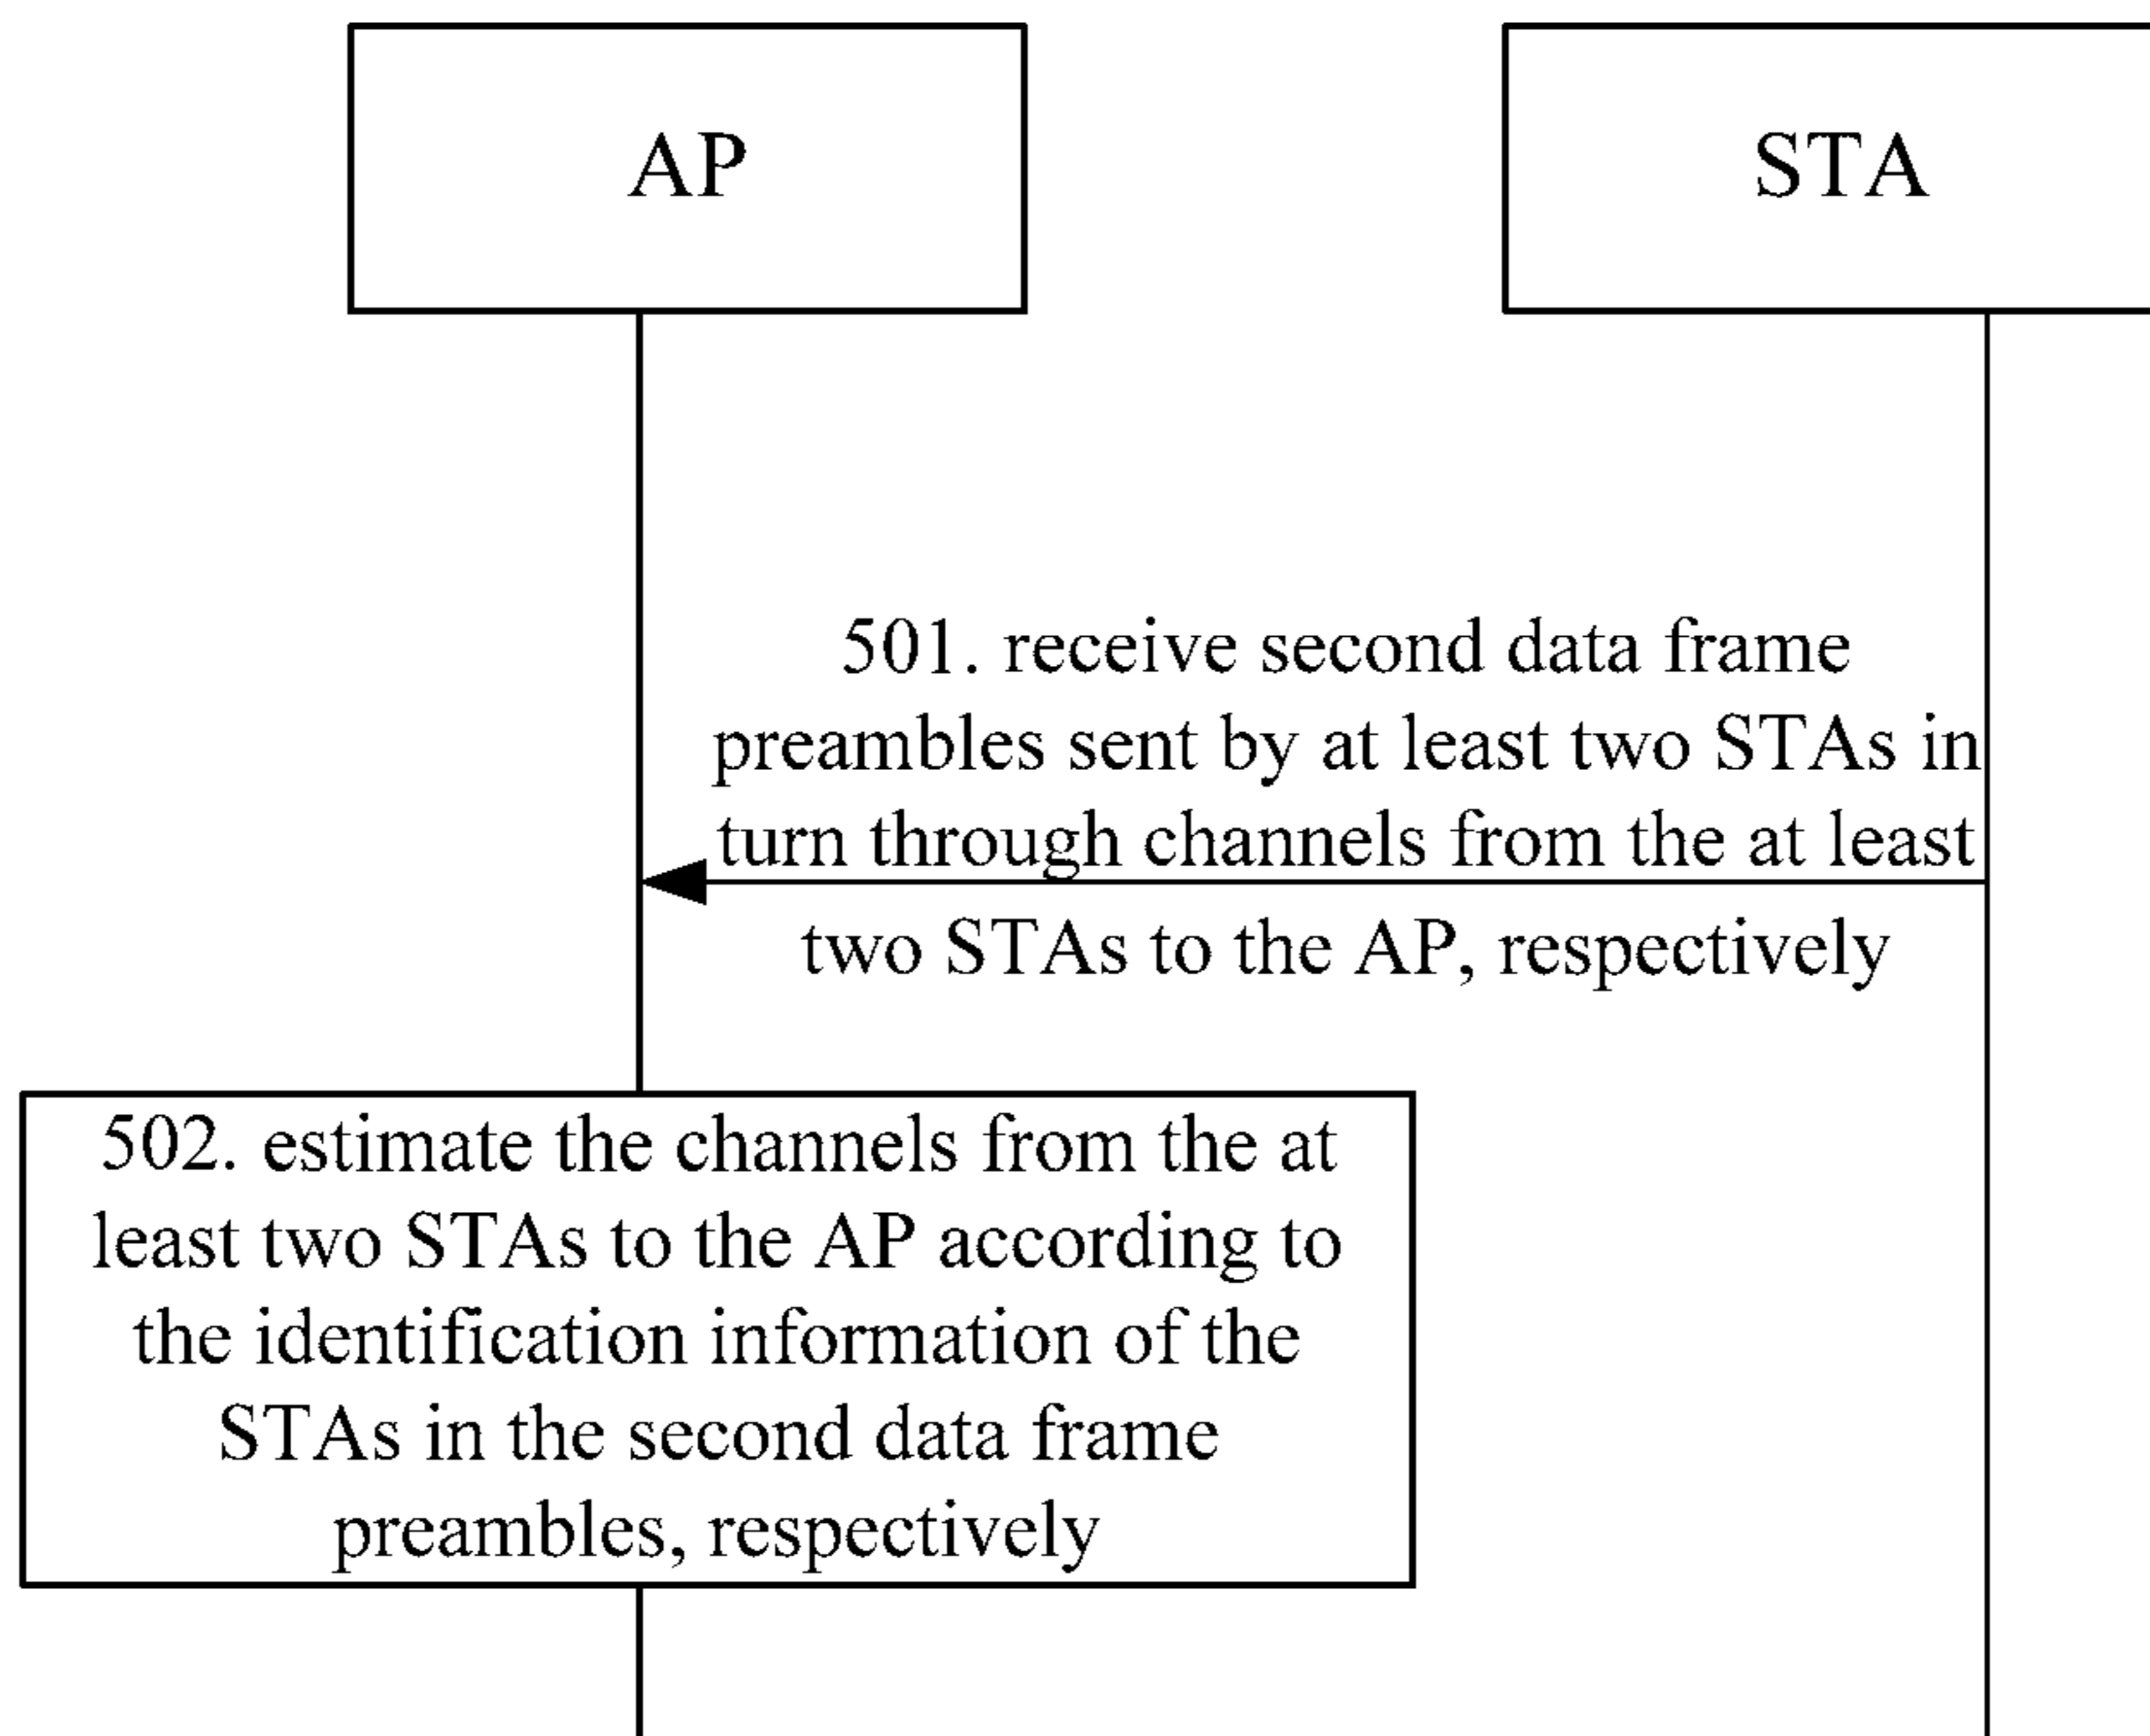 AP
STA
501. receive second data frame
preambles sent by at least two STAs in
turn through channels from the at least
two STAs to the AP, respectively
502. estimate the channels from the at
least two STAs to the AP according to
the identification information of the
STAs in the second data frame
preambles, respectively